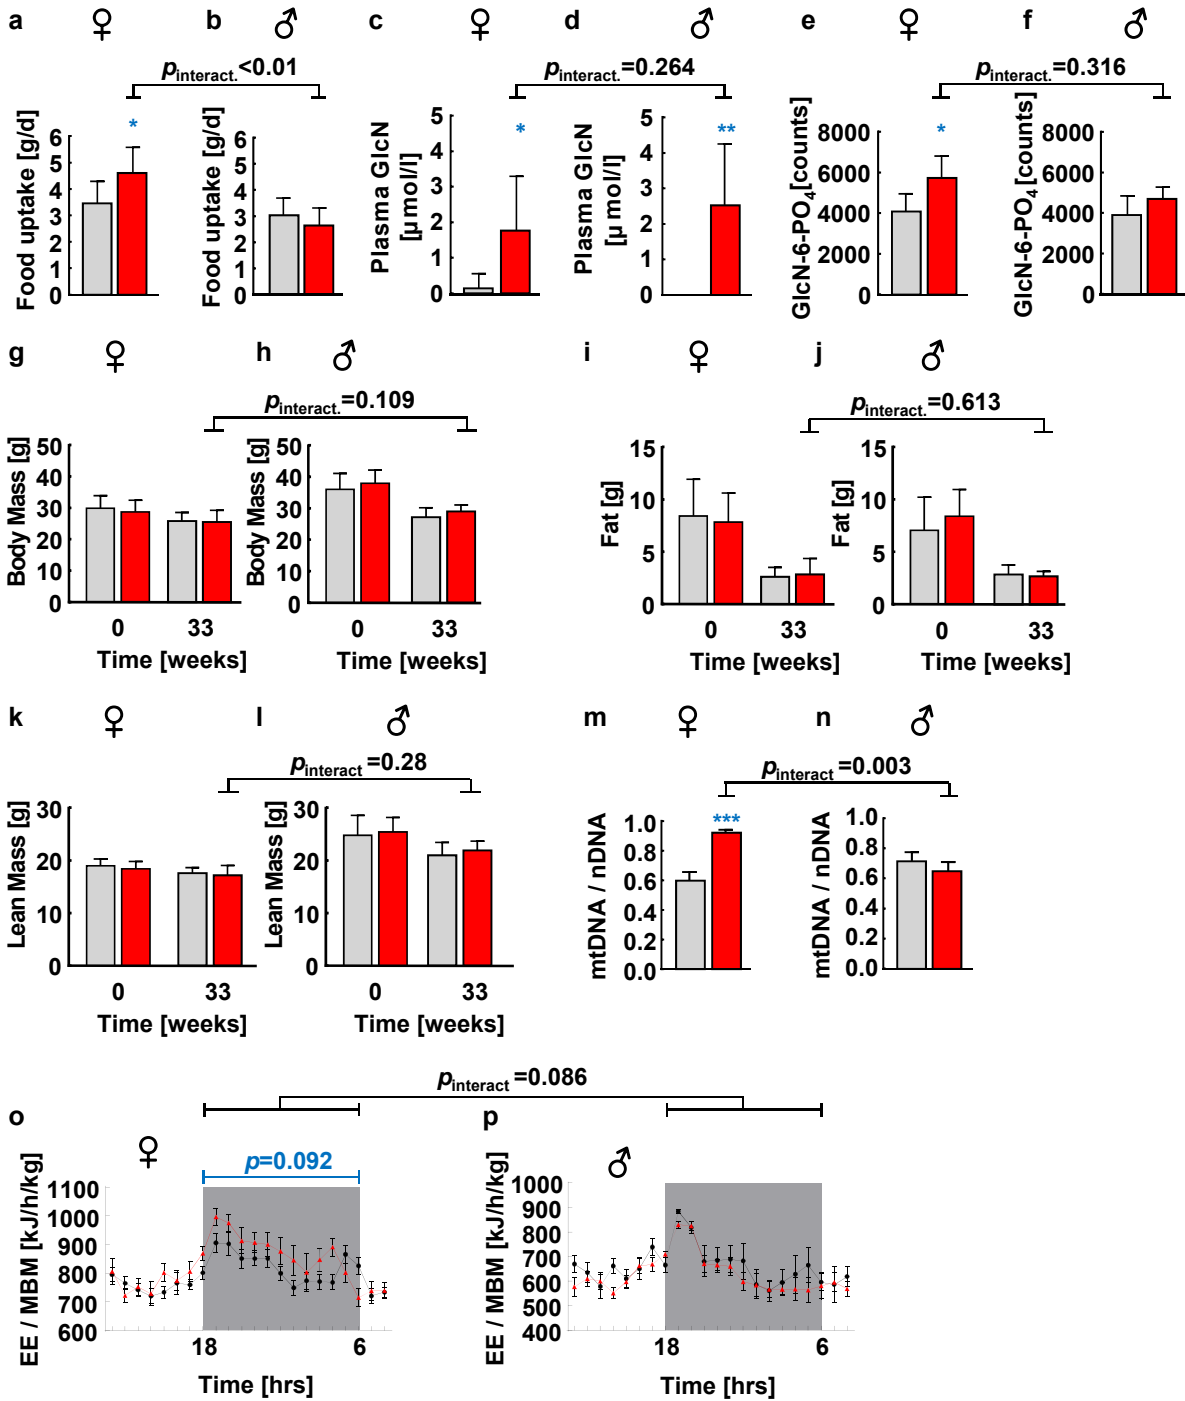 a ♀ b ♂ c ♀ d ♂ e ♀ f ♂
pinteract.<0.01
pinteract.=0.264
pinteract.=0.316
Food uptake [g/d]
6
5
4
3
2
1
0
*
Food uptake [g/d]
6
5
4
3
2
1
0
Plasma GlcN
[µ mol/l]
5
4
3
2
1
0
*
Plasma GlcN
[µ mol/l]
5
4
3
2
1
0
**
GlcN-6-PO4 [counts]
8000
6000
4000
2000
0
*
GlcN-6-PO4 [counts]
8000
6000
4000
2000
0
g ♀ h ♂ i ♀ j ♂
pinteract.=0.109
pinteract.=0.613
Body Mass [g]
50
40
30
20
10
0
0 33
Time [weeks]
Body Mass [g]
50
40
30
20
10
0
0 33
Time [weeks]
Fat [g]
15
10
5
0
0 33
Time [weeks]
Fat [g]
15
10
5
0
0 33
Time [weeks]
k ♀ l ♂ m ♀ n ♂
pinteract=0.28
pinteract=0.003
Lean Mass [g]
30
20
10
0
0 33
Time [weeks]
Lean Mass [g]
30
20
10
0
0 33
Time [weeks]
mtDNA / nDNA
1.0
0.8
0.6
0.4
0.2
0.0
***
mtDNA / nDNA
1.0
0.8
0.6
0.4
0.2
0.0
pinteract=0.086
o ♀ p ♂
p=0.092
EE / MBM [kJ/h/kg]
1100
1000
900
800
700
600
18 6
Time [hrs]
EE / MBM [kJ/h/kg]
1000
900
800
700
600
500
400
18 6
Time [hrs]